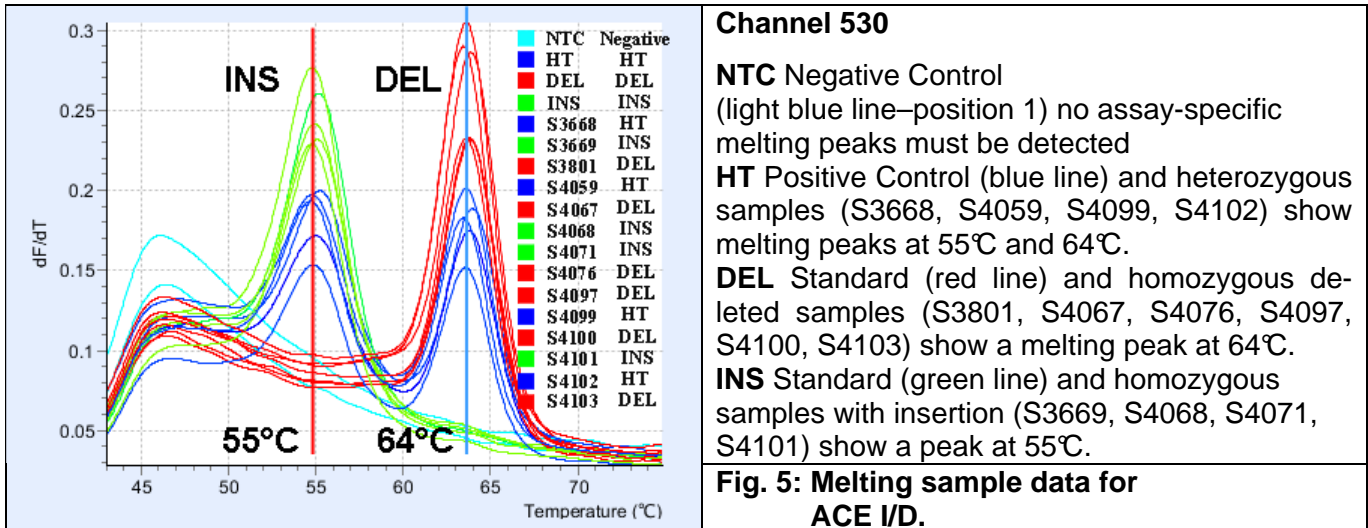 0.3
0.25
0.2
0.15
0.1
0.05
dF/dT
INS
DEL
55°C
64°C
45
50
55
60
65
70
Temperature (°C)
NTC Negative
HT HT
DEL DEL
INS INS
S3668 HT
S3669 INS
S3801 DEL
S4059 HT
S4067 DEL
S4068 INS
S4071 INS
S4076 DEL
S4097 DEL
S4099 HT
S4100 DEL
S4101 INS
S4102 HT
S4103 DEL
Channel 530
NTC Negative Control
(light blue line–position 1) no assay-specific
melting peaks must be detected
HT Positive Control (blue line) and heterozygous
samples (S3668, S4059, S4099, S4102) show
melting peaks at 55°C and 64°C.
DEL Standard (red line) and homozygous de-
leted samples (S3801, S4067, S4076, S4097,
S4100, S4103) show a melting peak at 64°C.
INS Standard (green line) and homozygous
samples with insertion (S3669, S4068, S4071,
S4101) show a peak at 55°C.
Fig. 5: Melting sample data for
ACE I/D.